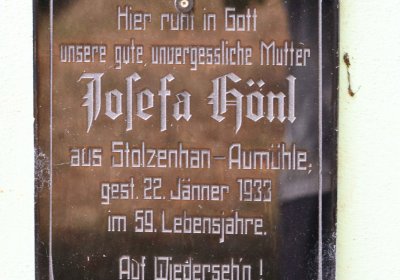 Hier ruht in Gott
unsere gute, unvergessliche Mutter
Josefa Hönl
aus Stolzenhan-Aumühle,
gest. 22. Jänner 1933
im 59. Lebensjahre.
Auf Wiederseh'n!